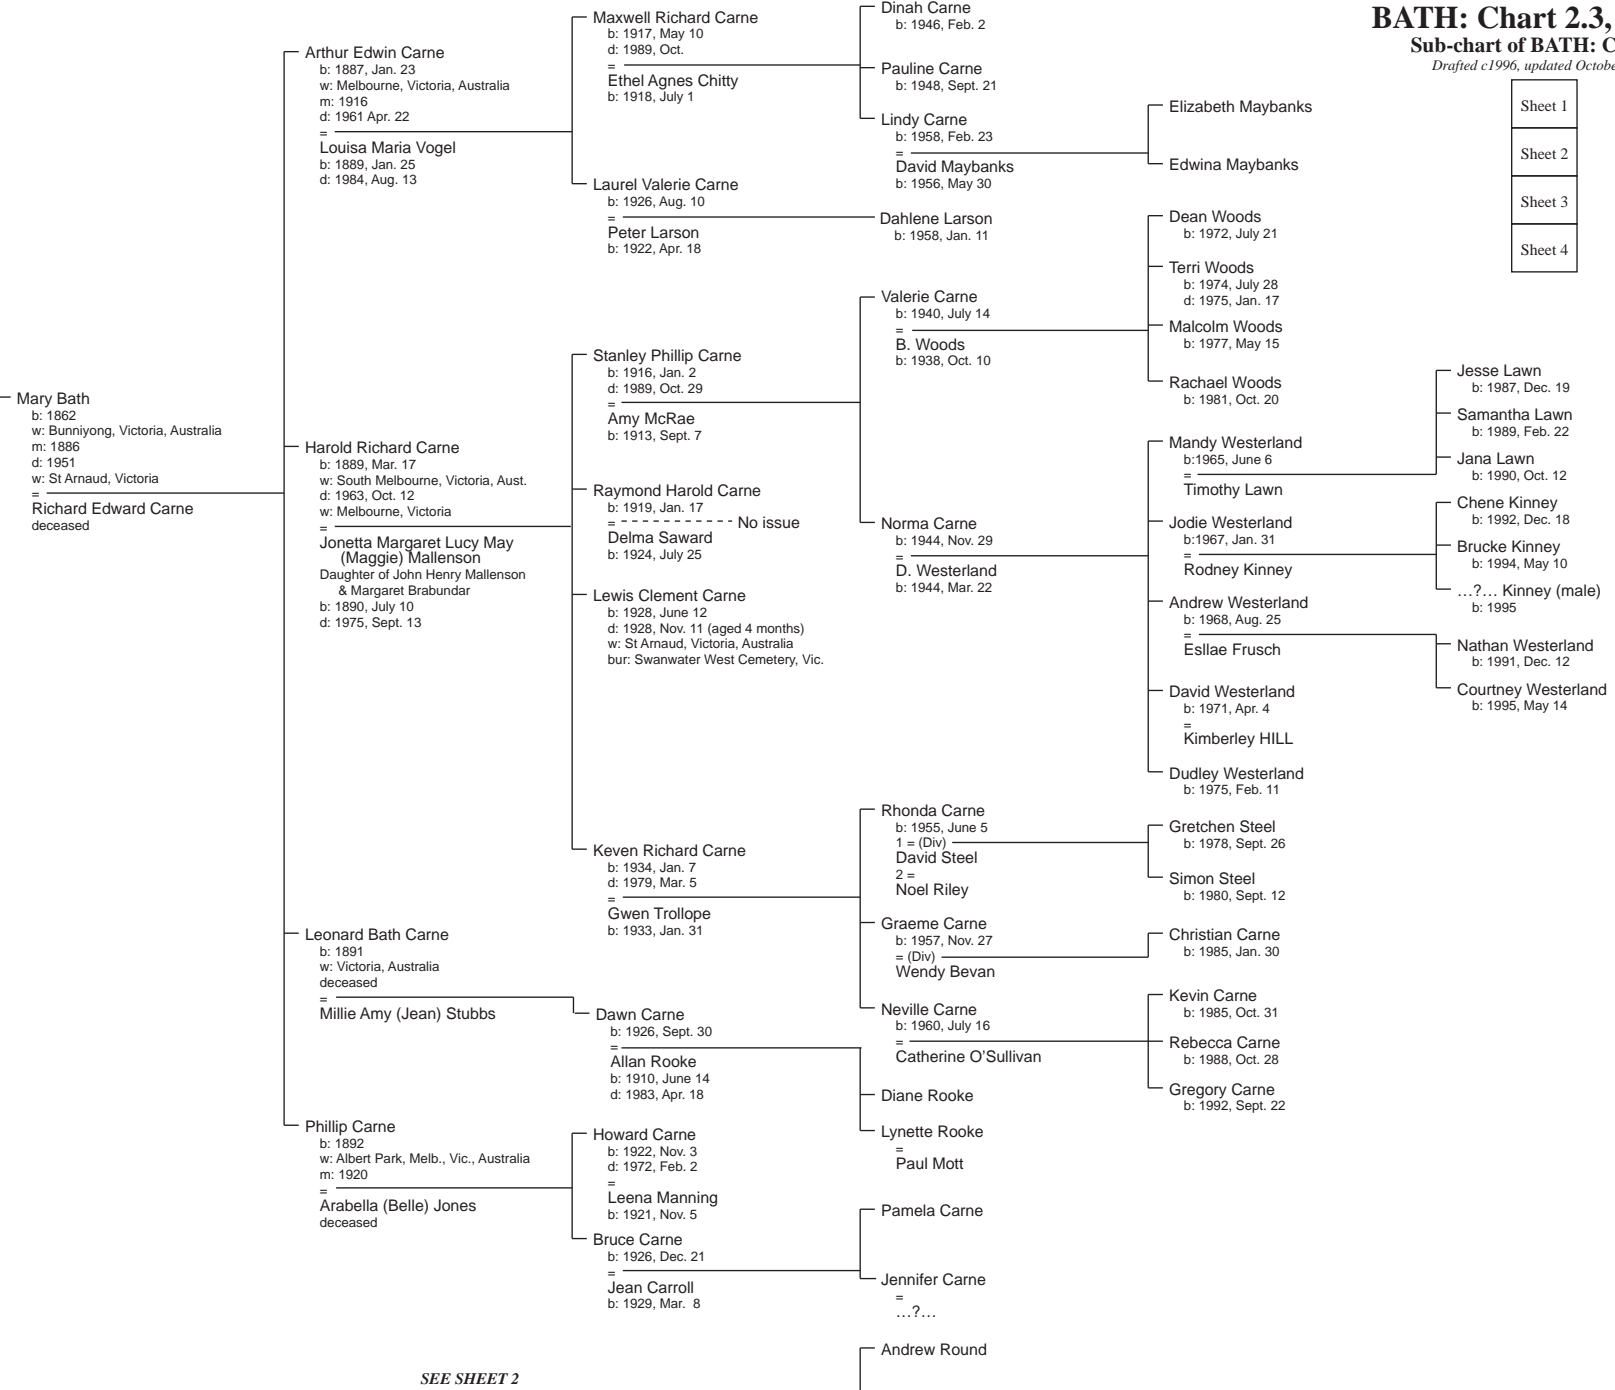 BATH: Chart 2.3,
Sub-chart of BATH: C
Drafted c1996, updated Octobe
Sheet 1
Sheet 2
Sheet 3
Sheet 4
Mary Bath
b: 1862
w: Bunniyong, Victoria, Australia
m: 1886
d: 1951
w: St Arnaud, Victoria
=
Richard Edward Carne
deceased
Arthur Edwin Carne
b: 1887, Jan. 23
w: Melbourne, Victoria, Australia
m: 1916
d: 1961 Apr. 22
=
Louisa Maria Vogel
b: 1889, Jan. 25
d: 1984, Aug. 13
Harold Richard Carne
b: 1889, Mar. 17
w: South Melbourne, Victoria, Aust.
d: 1963, Oct. 12
w: Melbourne, Victoria
=
Jonetta Margaret Lucy May
(Maggie) Mallenson
Daughter of John Henry Mallenson
& Margaret Brabundar
b: 1890, July 10
d: 1975, Sept. 13
Leonard Bath Carne
b: 1891
w: Victoria, Australia
deceased
=
Millie Amy (Jean) Stubbs
Phillip Carne
b: 1892
w: Albert Park, Melb., Vic., Australia
m: 1920
=
Arabella (Belle) Jones
deceased
Maxwell Richard Carne
b: 1917, May 10
d: 1989, Oct.
=
Ethel Agnes Chitty
b: 1918, July 1
Laurel Valerie Carne
b: 1926, Aug. 10
=
Peter Larson
b: 1922, Apr. 18
Stanley Phillip Carne
b: 1916, Jan. 2
d: 1989, Oct. 29
=
Amy McRae
b: 1913, Sept. 7
Raymond Harold Carne
b: 1919, Jan. 17
= No issue
Delma Saward
b: 1924, July 25
Lewis Clement Carne
b: 1928, June 12
d: 1928, Nov. 11 (aged 4 months)
w: St Arnaud, Victoria, Australia
bur: Swanwater West Cemetery, Vic.
Keven Richard Carne
b: 1934, Jan. 7
d: 1979, Mar. 5
=
Gwen Trollope
b: 1933, Jan. 31
Dawn Carne
b: 1926, Sept. 30
=
Allan Rooke
b: 1910, June 14
d: 1983, Apr. 18
Howard Carne
b: 1922, Nov. 3
d: 1972, Feb. 2
=
Leena Manning
b: 1921, Nov. 5
Bruce Carne
b: 1926, Dec. 21
=
Jean Carroll
b: 1929, Mar. 8
Dinah Carne
b: 1946, Feb. 2
Pauline Carne
b: 1948, Sept. 21
Lindy Carne
b: 1958, Feb. 23
=
David Maybanks
b: 1956, May 30
Dahlene Larson
b: 1958, Jan. 11
Valerie Carne
b: 1940, July 14
=
B. Woods
b: 1938, Oct. 10
Norma Carne
b: 1944, Nov. 29
=
D. Westerland
b: 1944, Mar. 22
Rhonda Carne
b: 1955, June 5
1 = (Div)
David Steel
2 =
Noel Riley
Graeme Carne
b: 1957, Nov. 27
= (Div)
Wendy Bevan
Neville Carne
b: 1960, July 16
=
Catherine O’Sullivan
Diane Rooke
Lynette Rooke
=
Paul Mott
Pamela Carne
Jennifer Carne
=
…?…
Andrew Round
Elizabeth Maybanks
Edwina Maybanks
Dean Woods
b: 1972, July 21
Terri Woods
b: 1974, July 28
d: 1975, Jan. 17
Malcolm Woods
b: 1977, May 15
Rachael Woods
b: 1981, Oct. 20
Mandy Westerland
b:1965, June 6
=
Timothy Lawn
Jodie Westerland
b:1967, Jan. 31
=
Rodney Kinney
Andrew Westerland
b: 1968, Aug. 25
=
Esllae Frusch
David Westerland
b: 1971, Apr. 4
=
Kimberley HILL
Dudley Westerland
b: 1975, Feb. 11
Gretchen Steel
b: 1978, Sept. 26
Simon Steel
b: 1980, Sept. 12
Christian Carne
b: 1985, Jan. 30
Kevin Carne
b: 1985, Oct. 31
Rebecca Carne
b: 1988, Oct. 28
Gregory Carne
b: 1992, Sept. 22
Jesse Lawn
b: 1987, Dec. 19
Samantha Lawn
b: 1989, Feb. 22
Jana Lawn
b: 1990, Oct. 12
Chene Kinney
b: 1992, Dec. 18
Brucke Kinney
b: 1994, May 10
…?… Kinney (male)
b: 1995
Nathan Westerland
b: 1991, Dec. 12
Courtney Westerland
b: 1995, May 14
SEE SHEET 2